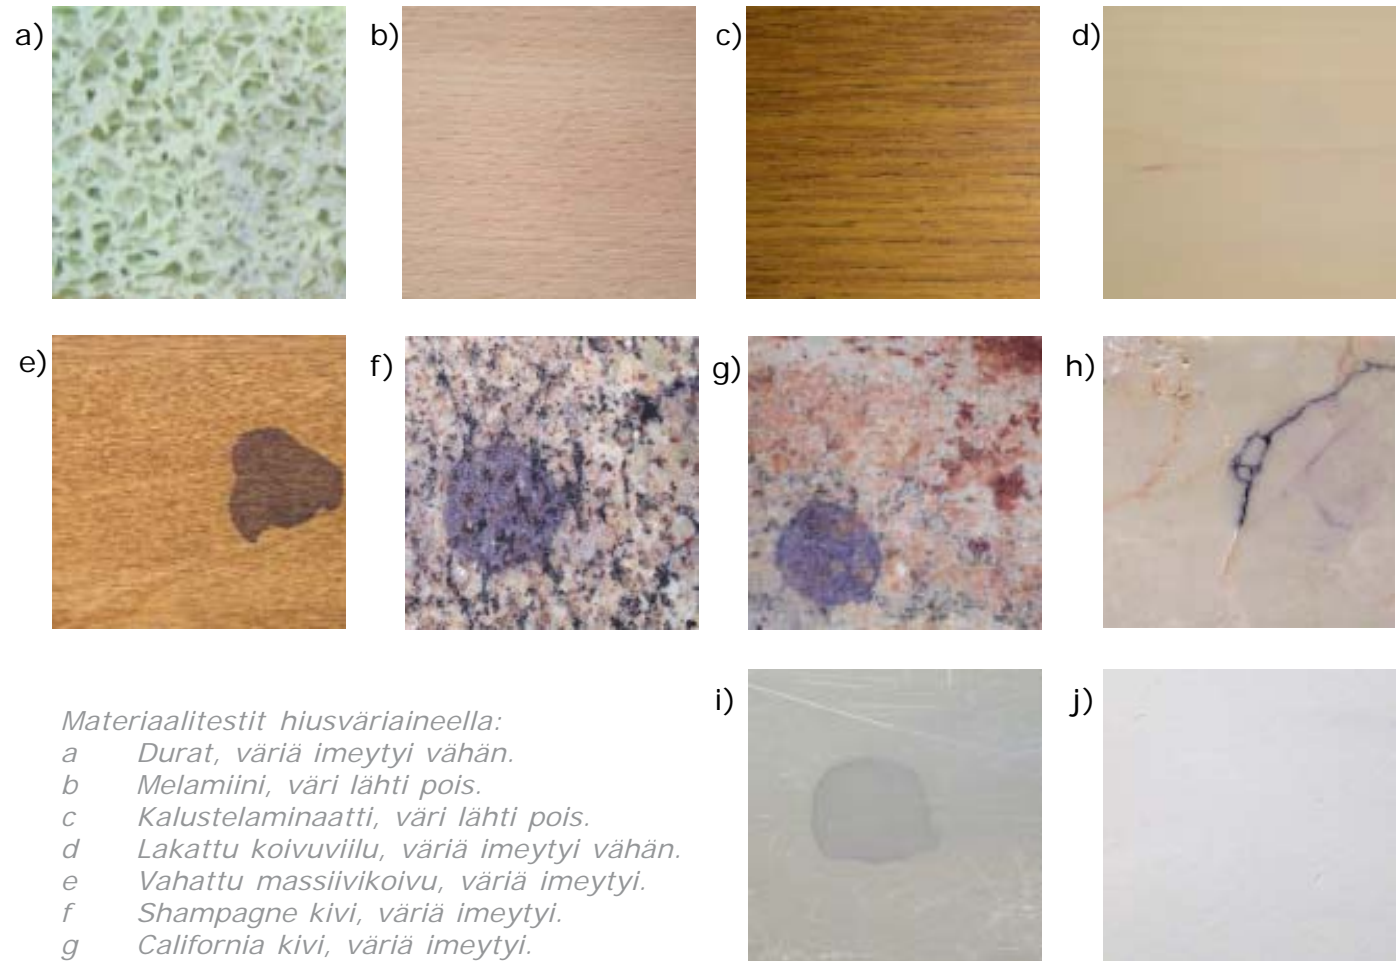 a) b) c) d)
e) f) g) h)
i) j)
Materiaalitestit hiusväriaineella:
a Durat, väriä imeytyi vähän.
b Melamiini, väri lähti pois.
c Kalustelaminaatti, väri lähti pois.
d Lakattu koivuviilu, väriä imeytyi vähän.
e Vahattu massiivikoivu, väriä imeytyi.
f Shampagne kivi, väriä imeytyi.
g California kivi, väriä imeytyi.